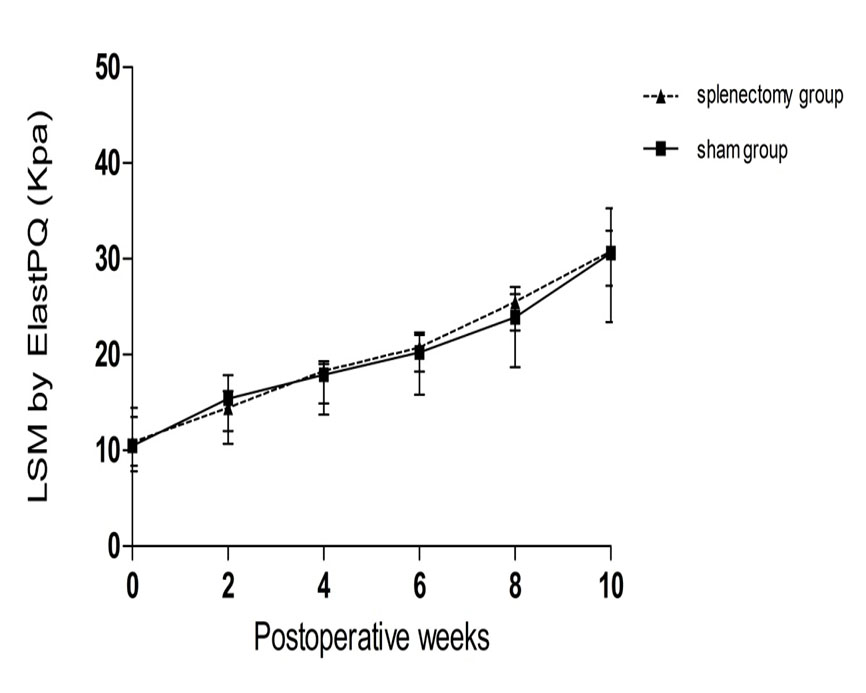 50
40
30
20
10
0
0 2 4 6 8 10
LSM by ElastPQ (Kpa)
Postoperative weeks
splenectomy group
sham group